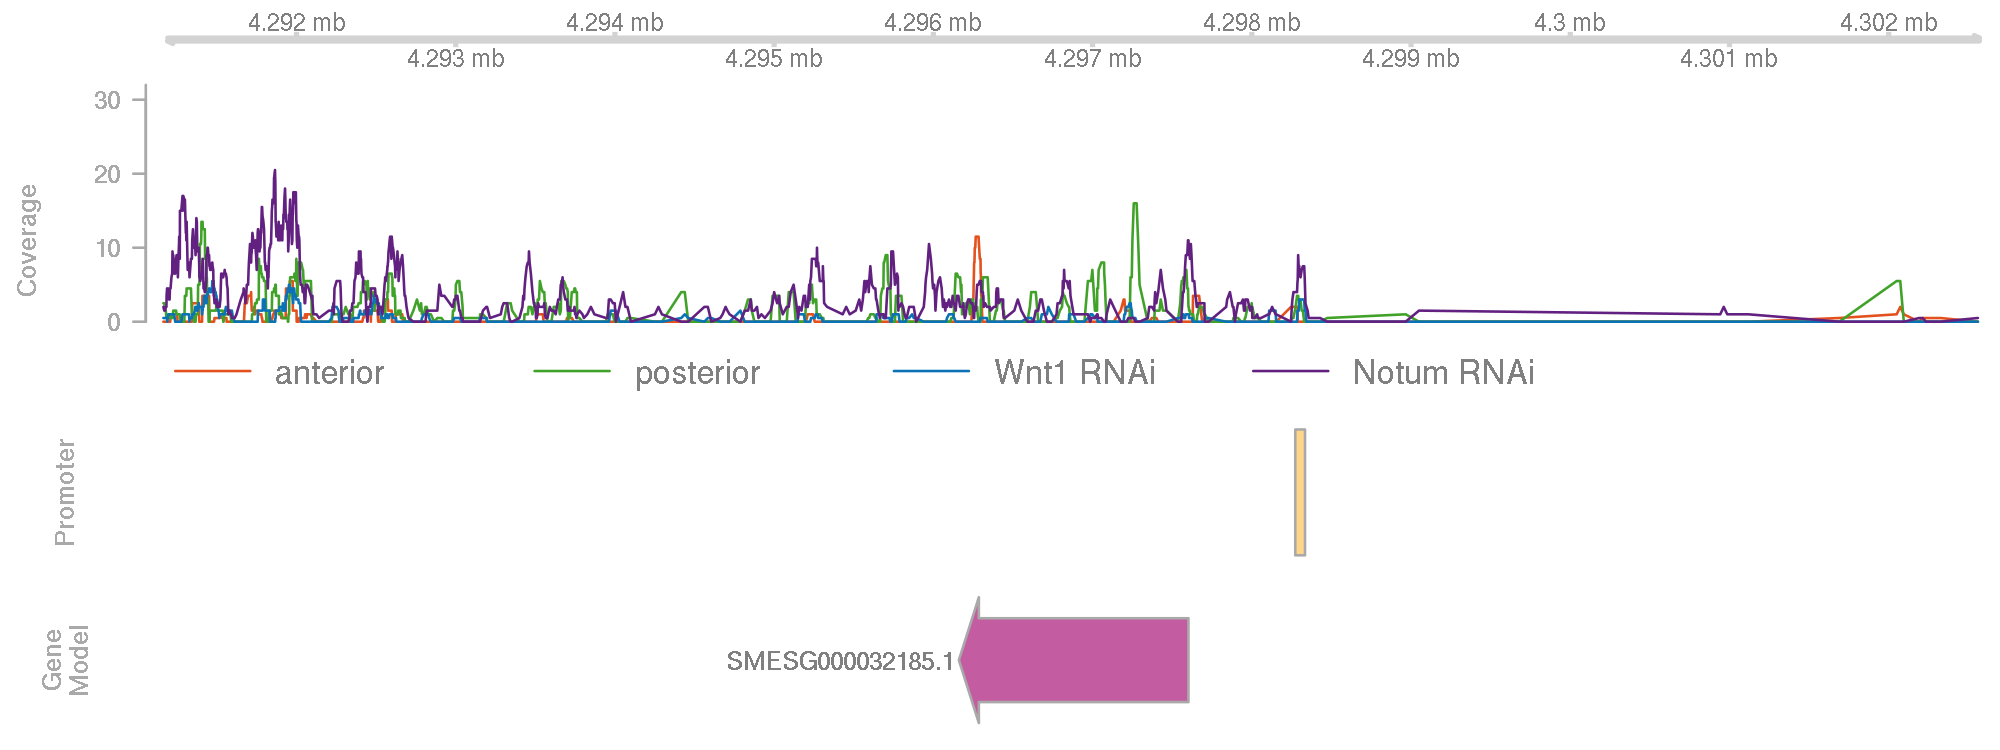 4.292 mb 4.294 mb 4.296 mb 4.298 mb 4.3 mb 4.302 mb
4.293 mb 4.295 mb 4.297 mb 4.299 mb 4.301 mb
30
20
10
0
Coverage
anterior posterior Wnt1 RNAi Notum RNAi
Promoter
Gene
Model
SMESG000032185.1